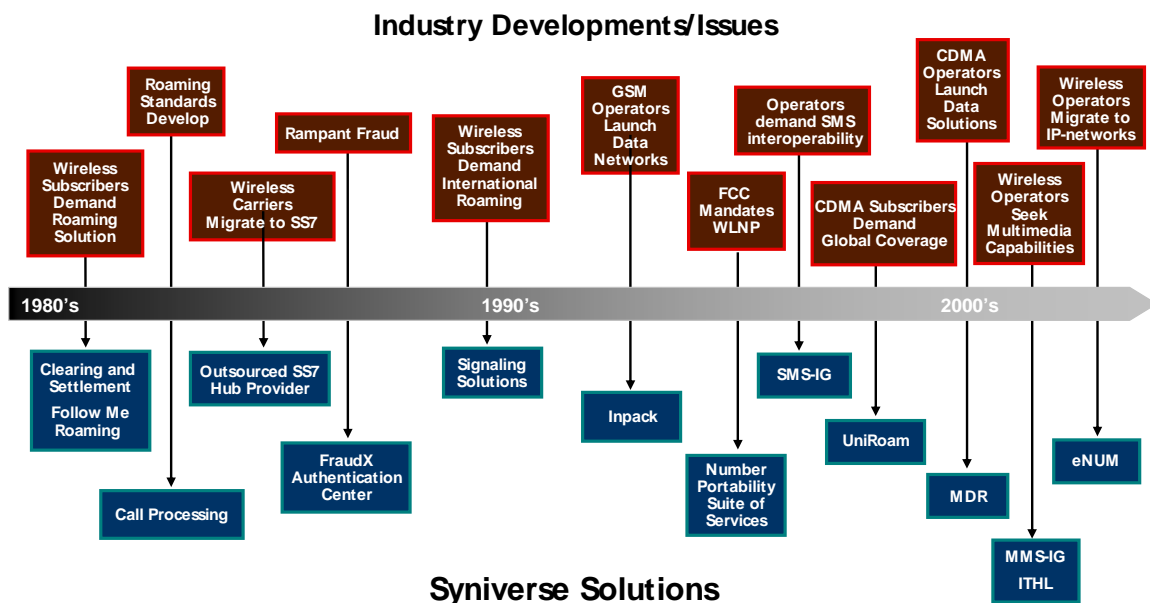 Industry Developments/Issues
Wireless
Subscribers
Demand
Roaming
Solution
Roaming
Standards
Develop
Wireless
Carriers
Migrate to SS7
Rampant Fraud
Wireless
Subscribers
Demand
International
Roaming
GSM
Operators
Launch
Data
Networks
FCC
Mandates
WLNP
Operators
demand SMS
interoperability
CDMA Subscribers
Demand
Global Coverage
CDMA
Operators
Launch
Data
Solutions
Wireless
Operators
Seek
Multimedia
Capabilities
Wireless
Operators
Migrate to
IP-networks
1980's
1990's
2000's
Clearing and
Settlement
Follow Me
Roaming
Call Processing
Outsourced SS7
Hub Provider
FraudX
Authentication
Center
Signaling
Solutions
Inpack
Number
Portability
Suite of
Services
SMS-IG
UniRoam
MDR
MMS-IG
ITHL
eNUM
Syniverse Solutions